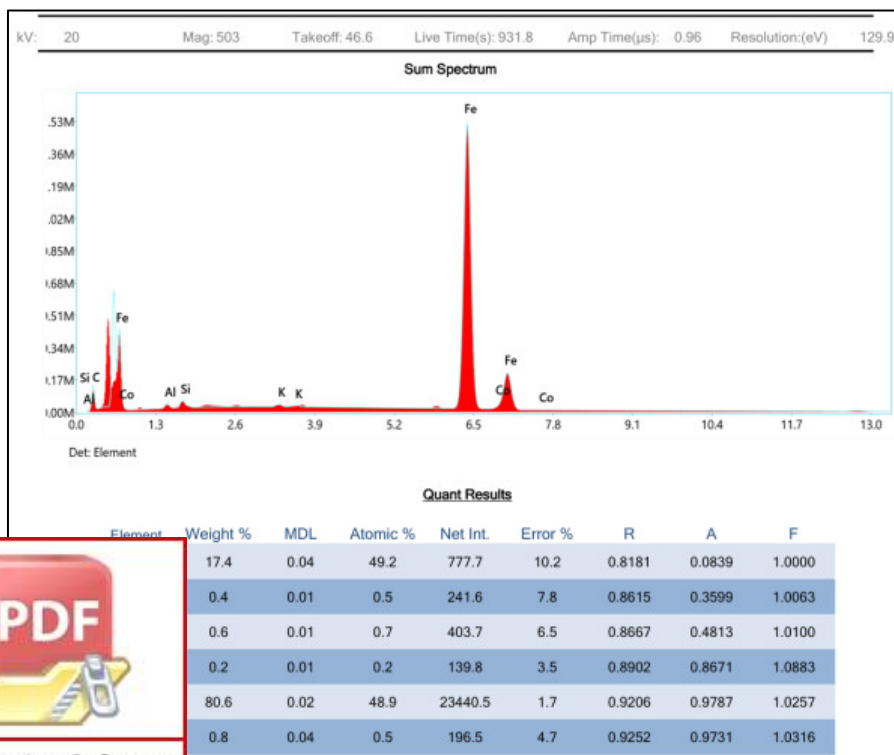 kV: 20 Mag: 503 Takeoff: 46.6 Live Time(s): 931.8 Amp Time(µs): 0.96 Resolution:(eV) 129.9
Sum Spectrum
.53M
.36M
.19M
.02M
0.85M
0.68M
0.51M
0.34M
0.17M
0.00M
Fe
Fe
Si C
Al
Co
Al
Si
K
K
Fe
Co
Co
0.0 1.3 2.6 3.9 5.2 6.5 7.8 9.1 10.4 11.7 13.0
Det: Element
Quant Results
Element Weight % MDL Atomic % Net Int. Error % R A F
17.4 0.04 49.2 777.7 10.2 0.8181 0.0839 1.0000
0.4 0.01 0.5 241.6 7.8 0.8615 0.3599 1.0063
0.6 0.01 0.7 403.7 6.5 0.8667 0.4813 1.0100
0.2 0.01 0.2 139.8 3.5 0.8902 0.8671 1.0883
80.6 0.02 48.9 23440.5 1.7 0.9206 0.9787 1.0257
0.8 0.04 0.5 196.5 4.7 0.9252 0.9731 1.0316
PDF